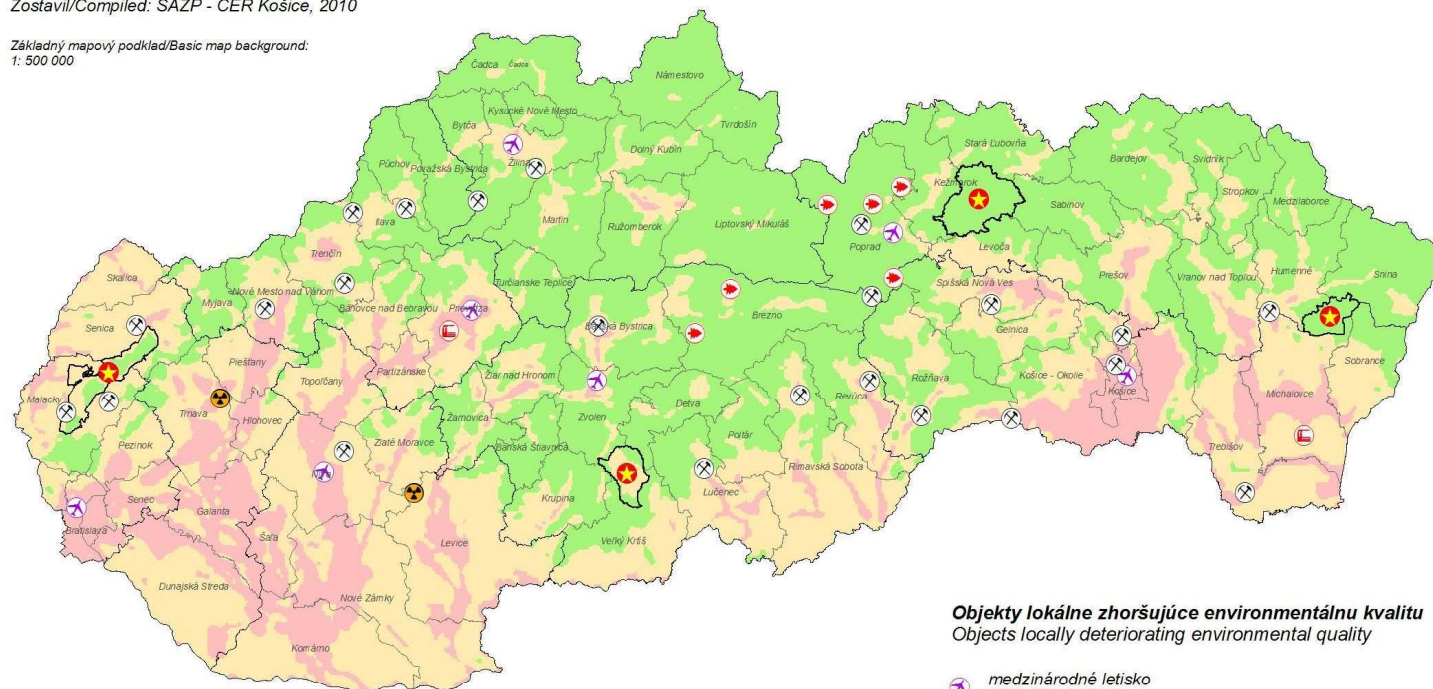 Zostavil/Compiled: SAŽP - CER Košice, 2010
Základný mapový podklad/Basic map background:
1: 500 000
Čadca
Čadca
Námestovo
Kysucké Nové Mesto
Bytča
Tvrdošín
Žilina
Dolný Kubín
Púchov
Považská Bystrica
Stará Ľubovňa
Bardejov
Svidník
Kežmarok
Stropkov
Medzilaborce
Sabinov
Ilava
Martin
Ružomberok
Liptovský Mikuláš
Poprad
Levoča
Trenčín
Prešov
Vranov nad Topľou
Humenné
Snina
Skalica
Myjava
Nové Mesto nad Váhom
Bánovce nad Bebravou
Prievidza
Turčianske Teplice
Spišská Nová Ves
Senica
Banská Bystrica
Brezno
Gelnica
Sobrance
Piešťany
Topoľčany
Partizánske
Žiar nad Hronom
Rožňava
Košice - Okolie
Košice
Michalovce
Malacky
Trnava
Hlohovec
Zlaté Moravce
Žarnovica
Zvolen
Detva
Revúca
Pezinok
Banská Štiavnica
Poltár
Rimavská Sobota
Trebišov
Nitra
Lučenec
Senec
Galanta
Krupina
Bratislava
Šaľa
Levice
Veľký Krtíš
Dunajská Streda
Nové Zámky
Komárno
Objekty lokálne zhoršujúce environmentálnu kvalitu
Objects locally deteriorating environmental quality
medzinárodné letisko